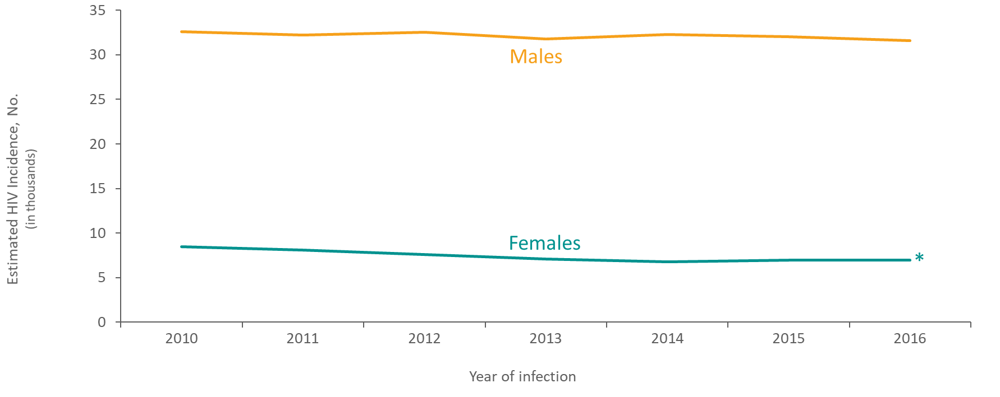 Estimated HIV Incidence, No.
(in thousands)
35
30
25
20
15
10
5
0
Males
Females
*
2010 2011 2012 2013 2014 2015 2016
Year of infection